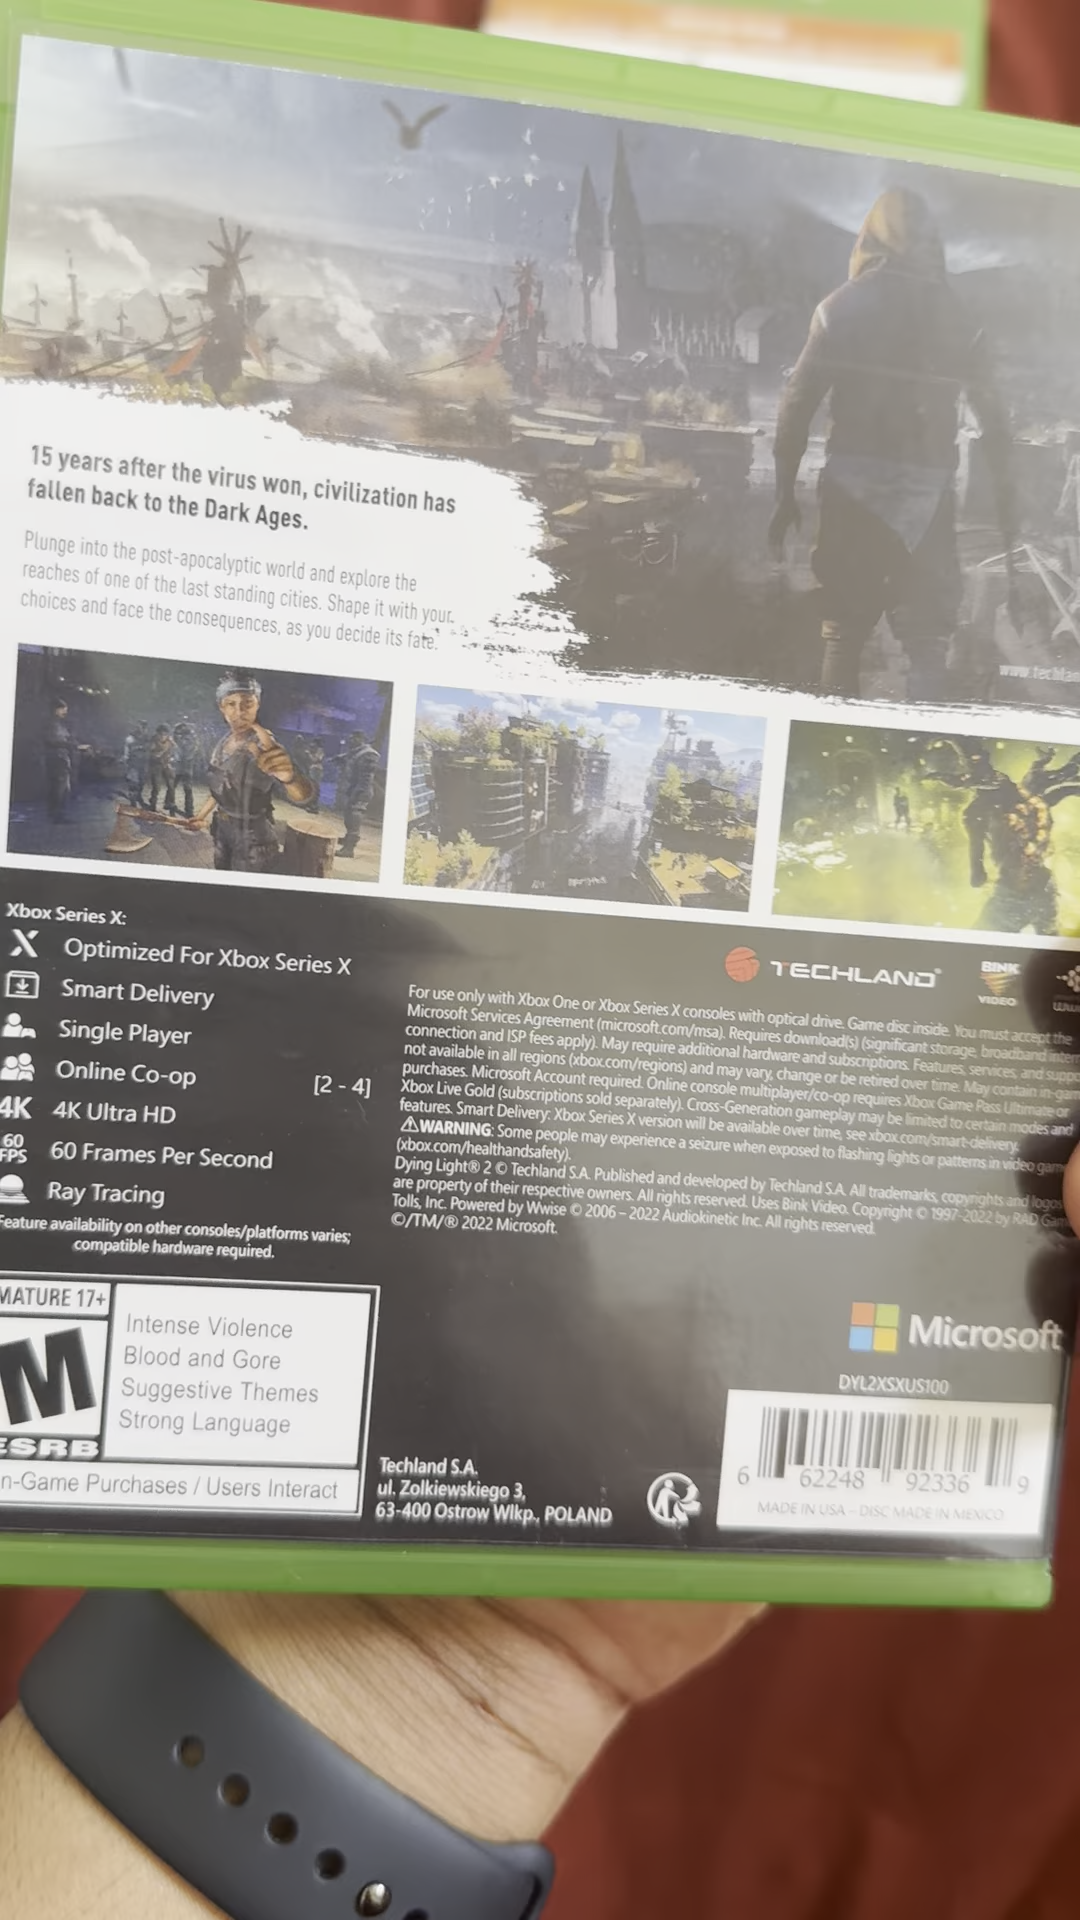 15 years after the virus won, civilization has
fallen back to the Dark Ages.
Plunge into the post-apocalyptic world and explore the
reaches of one of the last standing cities. Shape it with your
choices and face the consequences, as you decide its fate.
www.techlan
Xbox Series X:
Optimized For Xbox Series X
Smart Delivery
Single Player
Online Co-op [2 - 4]
4K 4K Ultra HD
60 FPS 60 Frames Per Second
Ray Tracing
Feature availability on other consoles/platforms varies;
compatible hardware required.
TECHLAND®
BINK
VIDEO
For use only with Xbox One or Xbox Series X consoles with optical drive. Game disc inside. You must accept the
Microsoft Services Agreement (microsoft.com/msa). Requires download(s) (significant storage, broadband intern
connection and ISP fees apply). May require additional hardware and subscriptions. Features, services, and suppo
not available in all regions (xbox.com/regions) and may vary, change or be retired over time. May contain in-gam
purchases. Microsoft Account required. Online console multiplayer/co-op requires Xbox Game Pass Ultimate or
Xbox Live Gold (subscriptions sold separately). Cross-Generation gameplay may be limited to certain modes and
features. Smart Delivery: Xbox Series X version will be available over time, see xbox.com/smart-delivery.
⚠WARNING: Some people may experience a seizure when exposed to flashing lights or patterns in video game
(xbox.com/healthandsafety).
Dying Light® 2 © Techland S.A. Published and developed by Techland S.A. All trademarks, copyrights and logos
are property of their respective owners. All rights reserved. Uses Bink Video. Copyright © 1997-2022 by RAD Gam
Tolls, Inc. Powered by Wwise © 2006 – 2022 Audiokinetic Inc. All rights reserved.
©/TM/® 2022 Microsoft.
MATURE 17+
M
ESRB
Intense Violence
Blood and Gore
Suggestive Themes
Strong Language
n-Game Purchases / Users Interact
Techland S.A.
ul. Zolkiewskiego 3,
63-400 Ostrow Wlkp., POLAND
Microsoft
DYL2XSXUS100
6 62248 92336 9
MADE IN USA – DISC MADE IN MEXICO